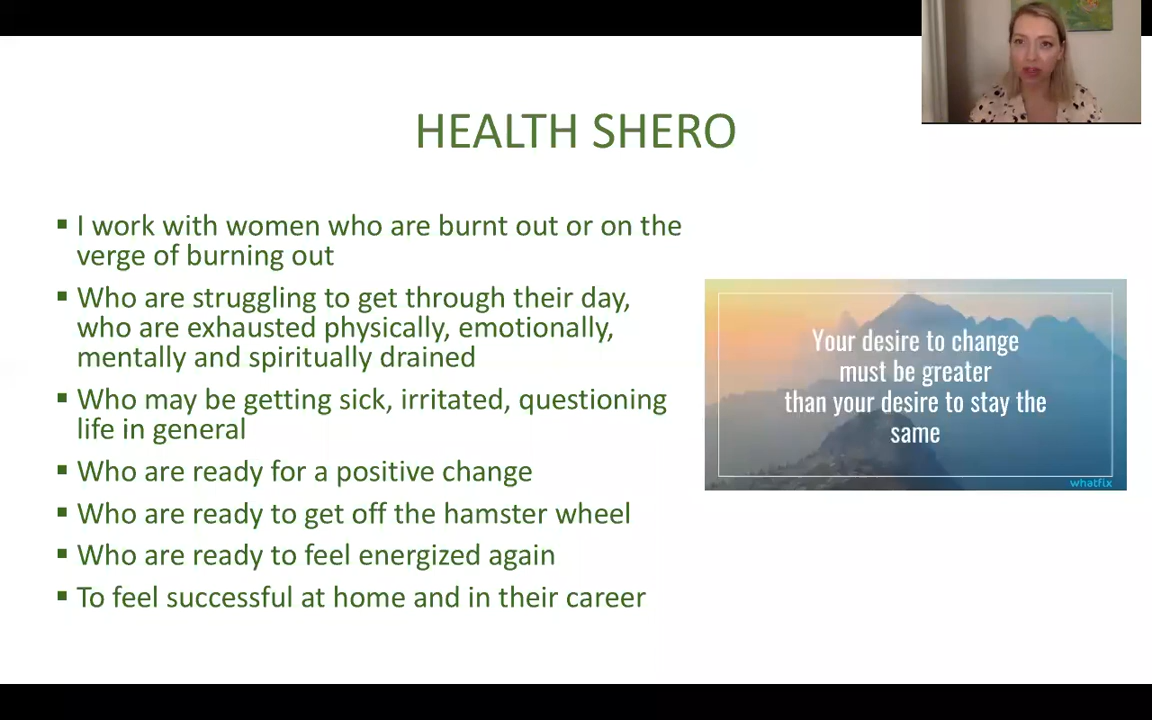 HEALTH SHERO
▪ I work with women who are burnt out or on the
verge of burning out
▪ Who are struggling to get through their day,
who are exhausted physically, emotionally,
mentally and spiritually drained
▪ Who may be getting sick, irritated, questioning
life in general
▪ Who are ready for a positive change
▪ Who are ready to get off the hamster wheel
▪ Who are ready to feel energized again
▪ To feel successful at home and in their career
Your desire to change
must be greater
than your desire to stay the
same
whatfix